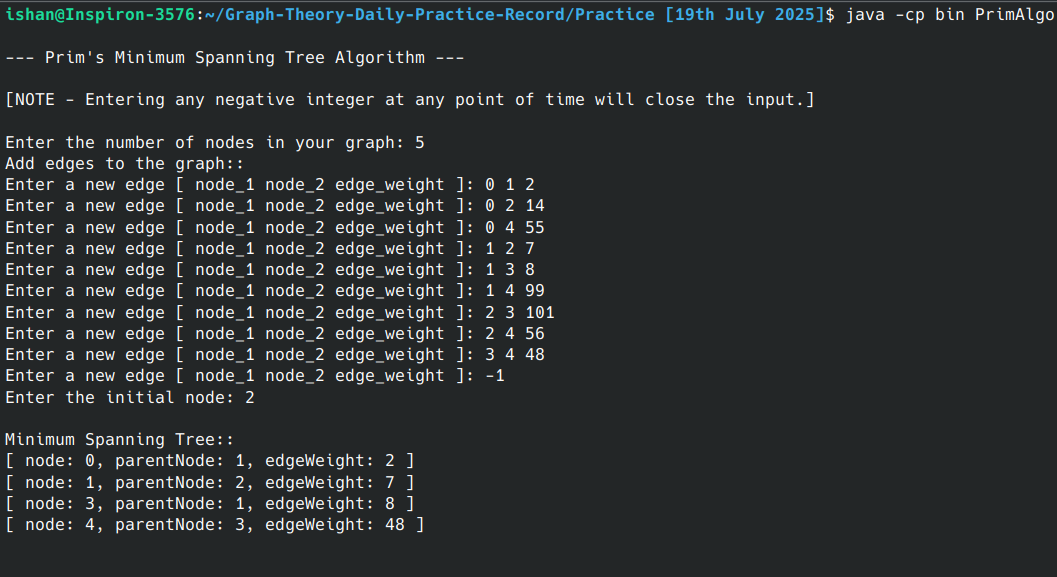 ishan@Inspiron-3576:~/Graph-Theory-Daily-Practice-Record/Practice [19th July 2025]$ java -cp bin PrimAlgo
--- Prim's Minimum Spanning Tree Algorithm ---
[NOTE - Entering any negative integer at any point of time will close the input.]
Enter the number of nodes in your graph: 5
Add edges to the graph::
Enter a new edge [ node_1 node_2 edge_weight ]: 0 1 2
Enter a new edge [ node_1 node_2 edge_weight ]: 0 2 14
Enter a new edge [ node_1 node_2 edge_weight ]: 0 4 55
Enter a new edge [ node_1 node_2 edge_weight ]: 1 2 7
Enter a new edge [ node_1 node_2 edge_weight ]: 1 3 8
Enter a new edge [ node_1 node_2 edge_weight ]: 1 4 99
Enter a new edge [ node_1 node_2 edge_weight ]: 2 3 101
Enter a new edge [ node_1 node_2 edge_weight ]: 2 4 56
Enter a new edge [ node_1 node_2 edge_weight ]: 3 4 48
Enter a new edge [ node_1 node_2 edge_weight ]: -1
Enter the initial node: 2
Minimum Spanning Tree::
[ node: 0, parentNode: 1, edgeWeight: 2 ]
[ node: 1, parentNode: 2, edgeWeight: 7 ]
[ node: 3, parentNode: 1, edgeWeight: 8 ]
[ node: 4, parentNode: 3, edgeWeight: 48 ]